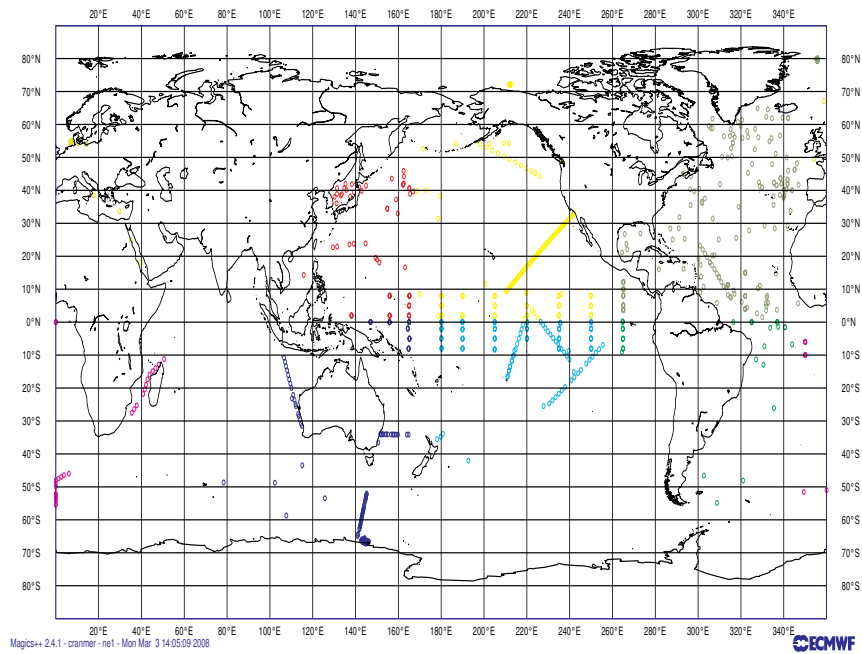 20°E 40°E 60°E 80°E 100°E 120°E 140°E 160°E 180°E 200°E 220°E 240°E 260°E 280°E 300°E 320°E 340°E
80°N 80°N
70°N 70°N
60°N 60°N
50°N 50°N
40°N 40°N
30°N 30°N
20°N 20°N
10°N 10°N
0°N 0°N
10°S 10°S
20°S 20°S
30°S 30°S
40°S 40°S
50°S 50°S
60°S 60°S
70°S 70°S
80°S 80°S
20°E 40°E 60°E 80°E 100°E 120°E 140°E 160°E 180°E 200°E 220°E 240°E 260°E 280°E 300°E 320°E 340°E
Magics++ 2.4.1 - cranmer - ne1 - Mon Mar 3 14:05:09 2008
ECMWF